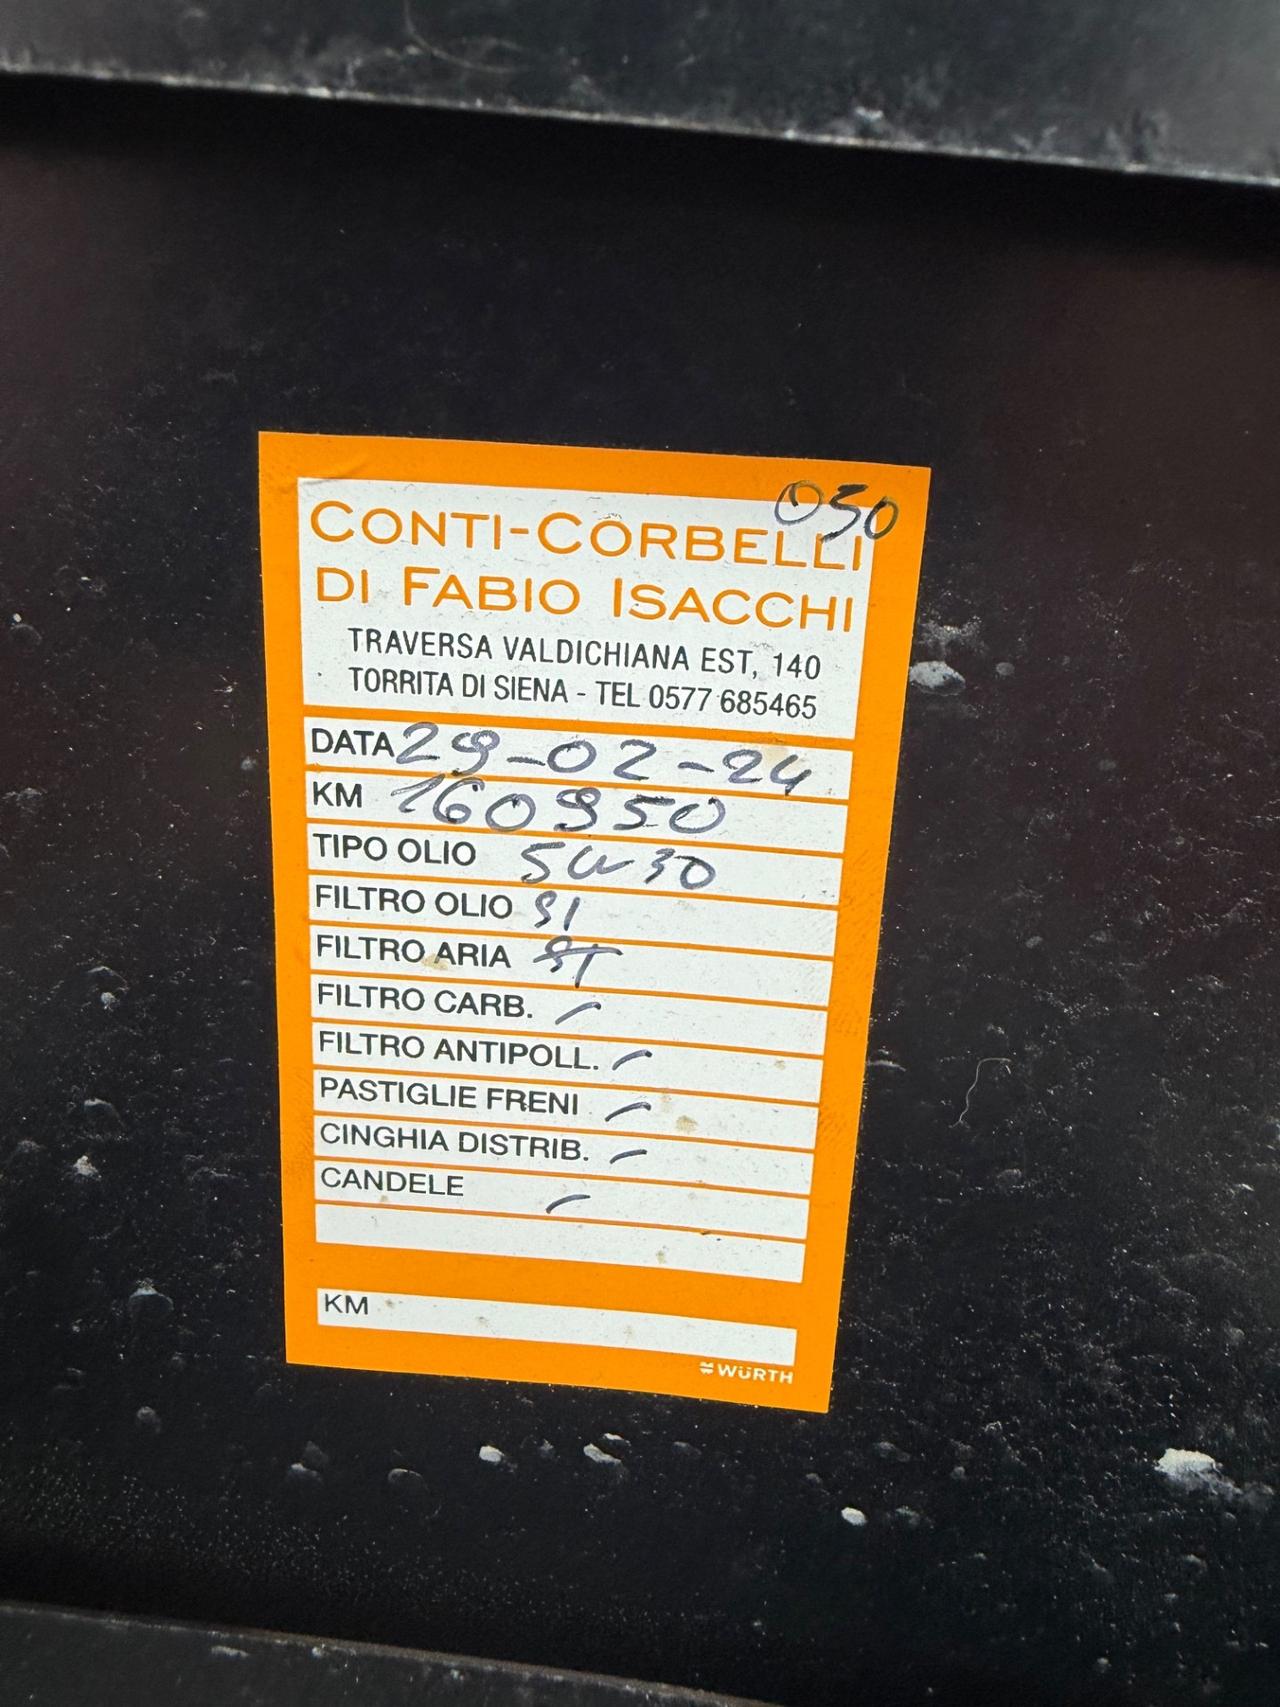 050
CONTI-CORBELLI
DI FABIO ISACCHI
TRAVERSA VALDICHIANA EST, 140
TORRITA DI SIENA - TEL 0577 685465
DATA 29-02-24
KM 160950
TIPO OLIO 5W30
FILTRO OLIO SI
FILTRO ARIA
FILTRO CARB. -
FILTRO ANTIPOLL. -
PASTIGLIE FRENI -
CINGHIA DISTRIB. -
CANDELE -
KM
WÜRTH